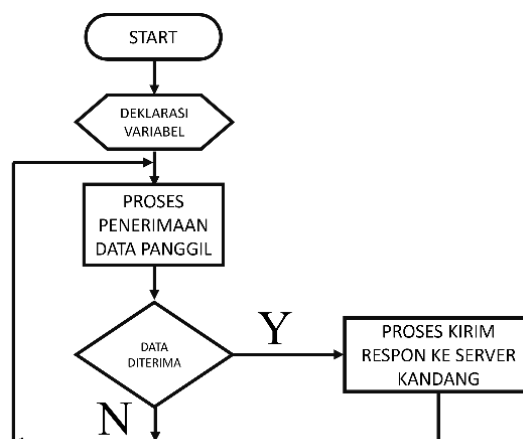 START
DEKLARASI
VARIABEL
PROSES
PENERIMAAN
DATA PANGGIL
DATA
DITERIMA
Y
PROSES KIRIM
RESPON KE SERVER
KANDANG
N